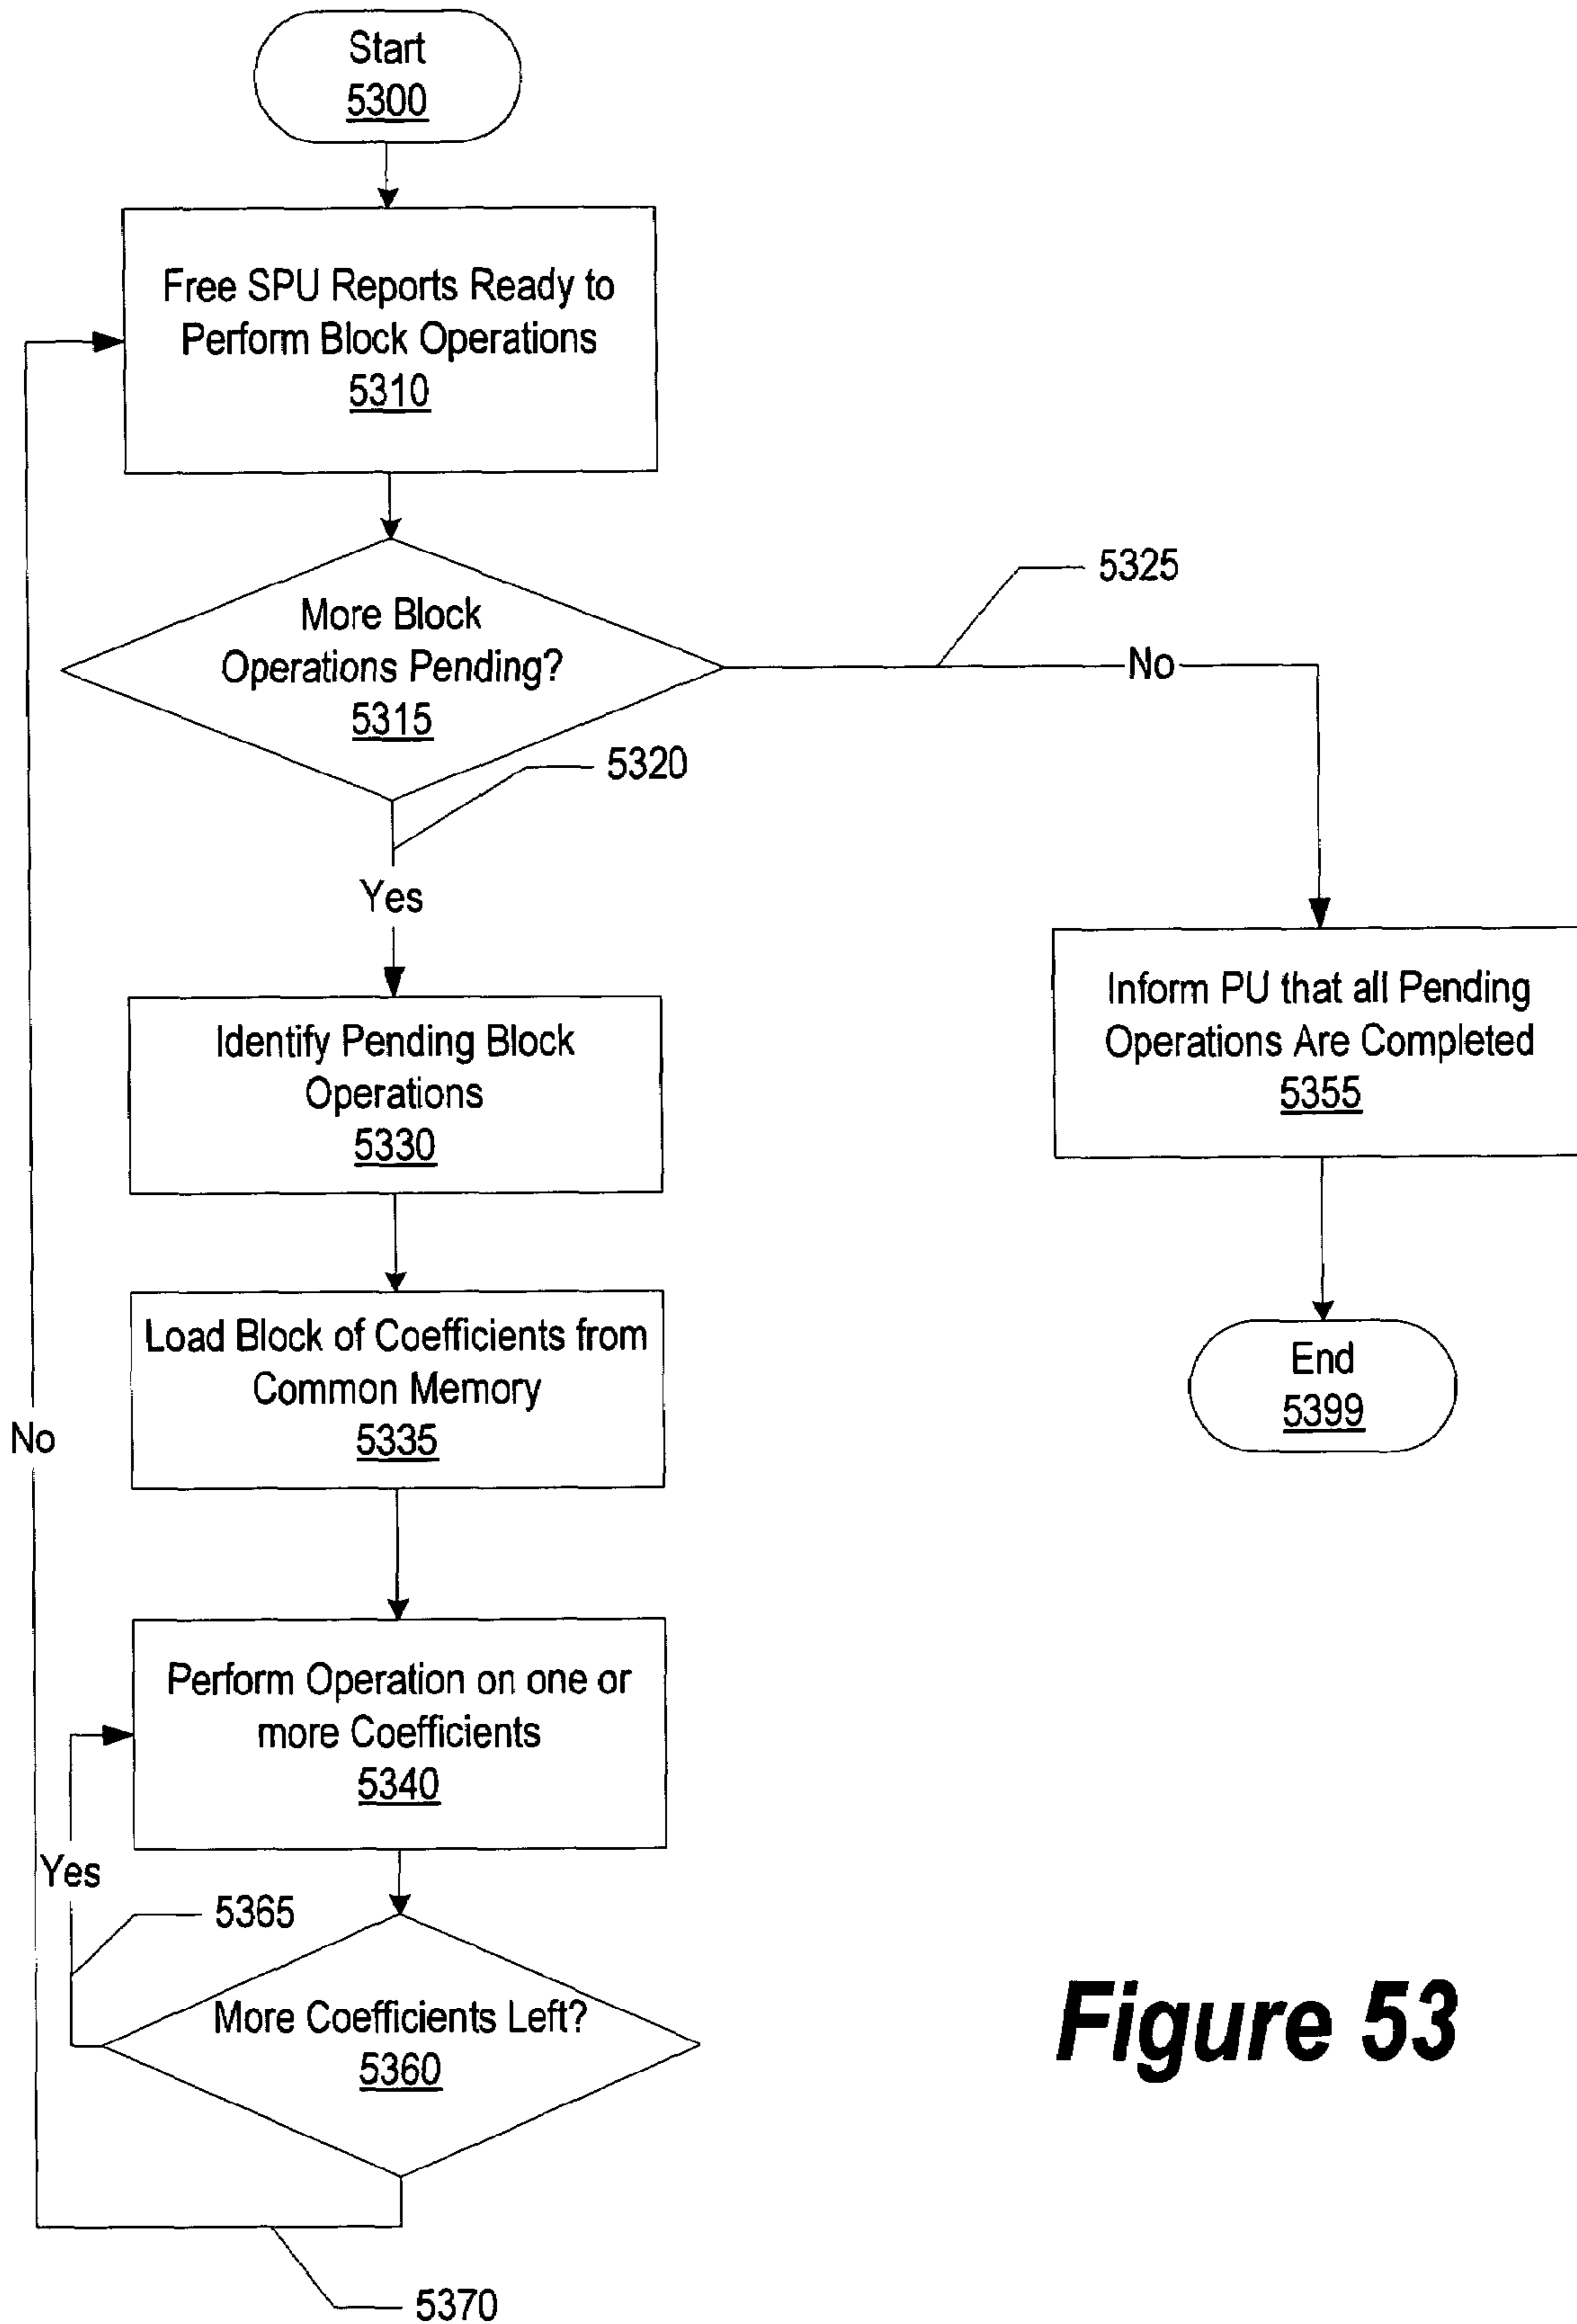 Start
5300
Free SPU Reports Ready to
Perform Block Operations
5310
More Block
Operations Pending?
5315
5325
No
5320
Yes
Identify Pending Block
Operations
5330
Inform PU that all Pending
Operations Are Completed
5355
Load Block of Coefficients from
Common Memory
5335
End
5399
No
Perform Operation on one or
more Coefficients
5340
Yes
5365
More Coefficients Left?
5360
5370
Figure 53